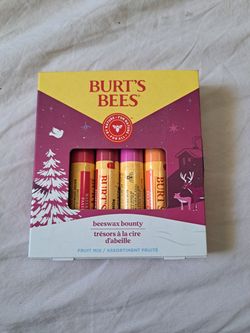 BURT'S
BEES
beeswax bounty
trésors à la cire
d'abeille
FRUIT MIX / ASSORTIMENT FRUITÉ